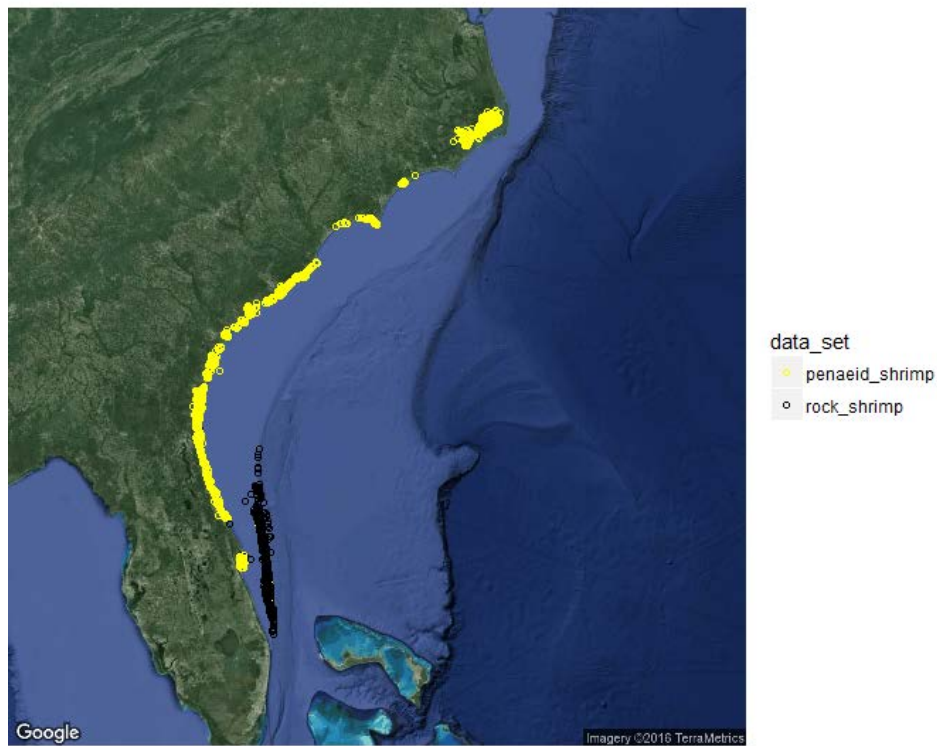 data_set
penaeid_shrimp
rock_shrimp
Google
Imagery ©2016 TerraMetrics